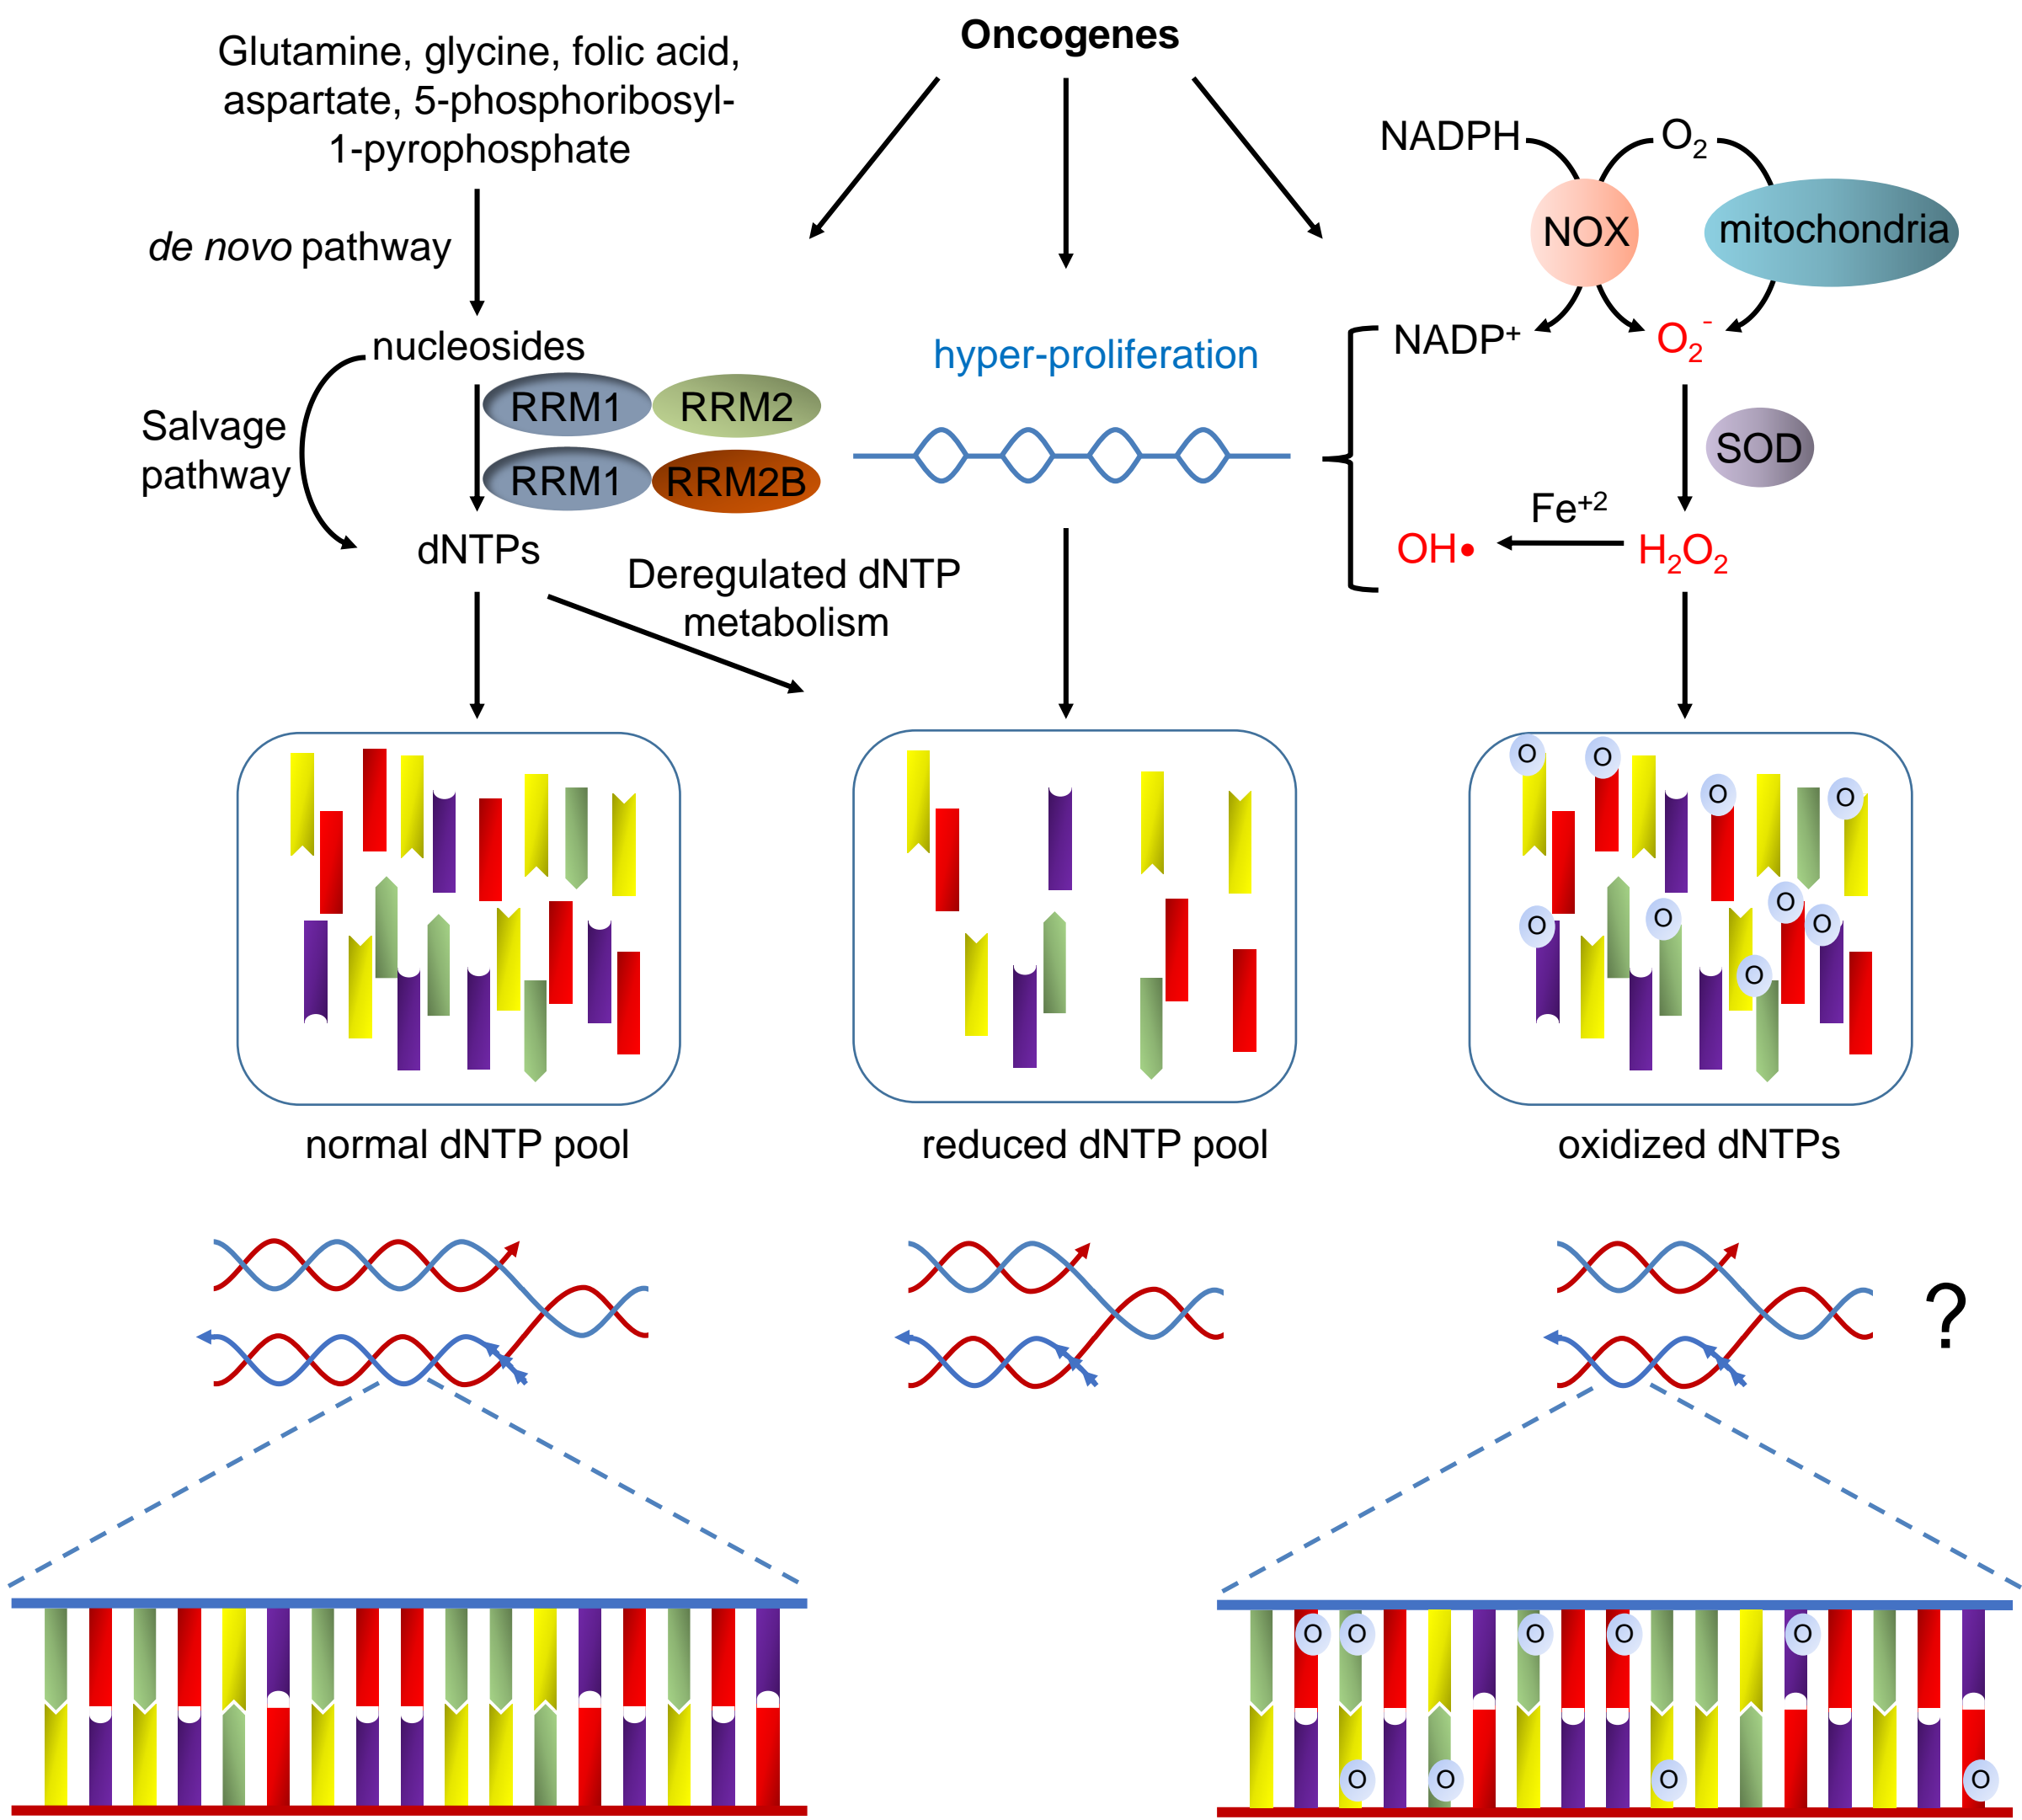 Oncogenes
Glutamine, glycine, folic acid,
aspartate, 5-phosphoribosyl-
1-pyrophosphate
de novo pathway
nucleosides
Salvage
pathway
RRM1
RRM2
RRM1
RRM2B
dNTPs
Deregulated dNTP
metabolism
hyper-proliferation
NADPH
O₂
NOX
mitochondria
NADP⁺
O₂⁻
SOD
Fe⁺²
OH•
H₂O₂
O
O
O
O
O
O
O
O
O
normal dNTP pool
reduced dNTP pool
oxidized dNTPs
?
O
O
O
O
O
O
O
O
O